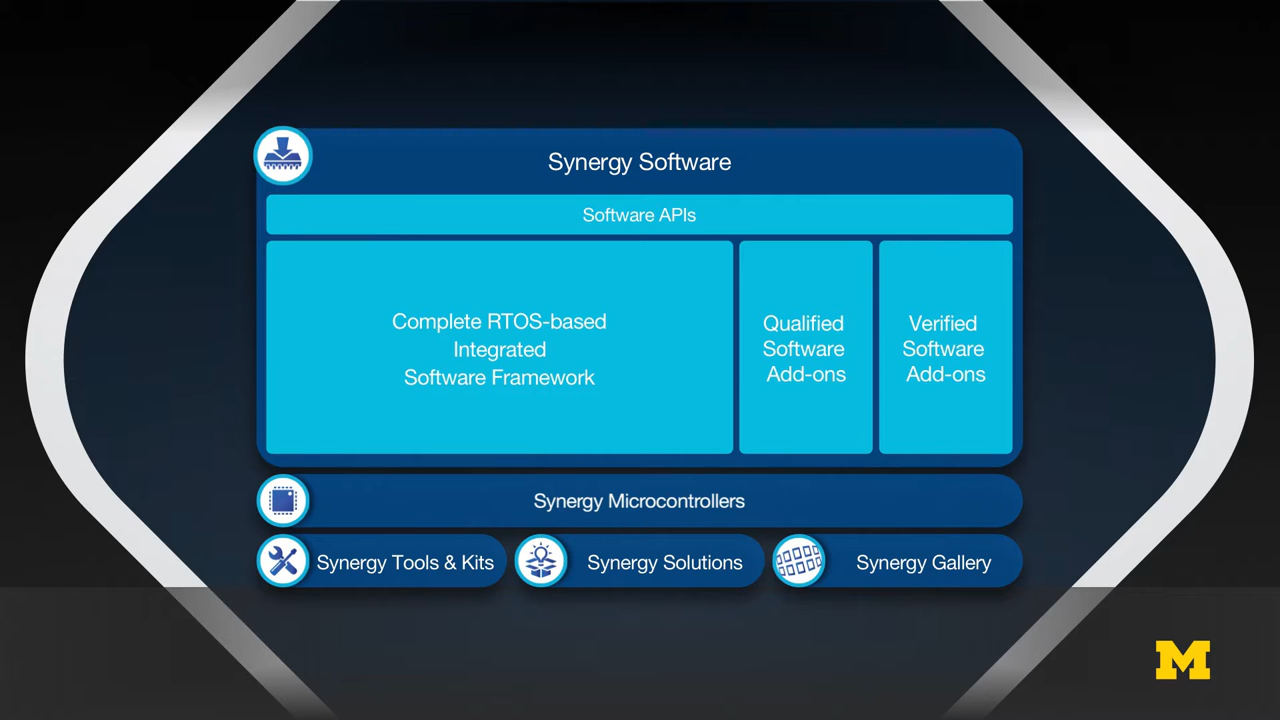 Synergy Software
Software APIs
Complete RTOS-based
Integrated
Software Framework
Qualified
Software
Add-ons
Verified
Software
Add-ons
Synergy Microcontrollers
Synergy Tools & Kits
Synergy Solutions
Synergy Gallery
M